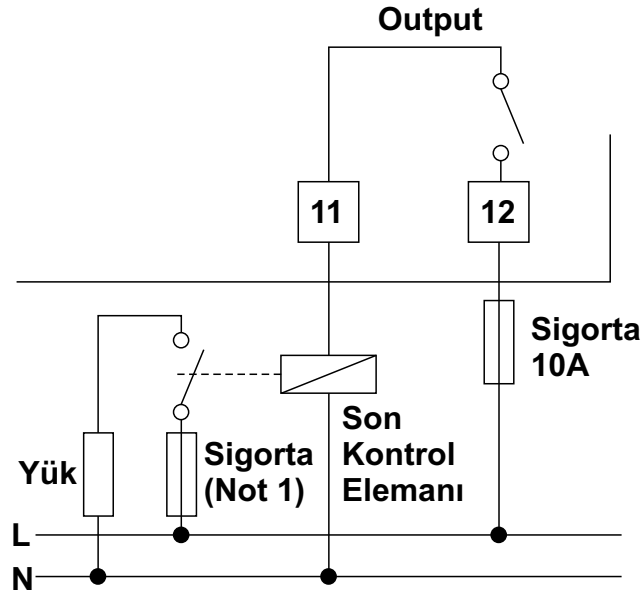 Output
11
12
Sigorta
10A
Yük
Sigorta
(Not 1)
Son
Kontrol
Elemanı
L
N